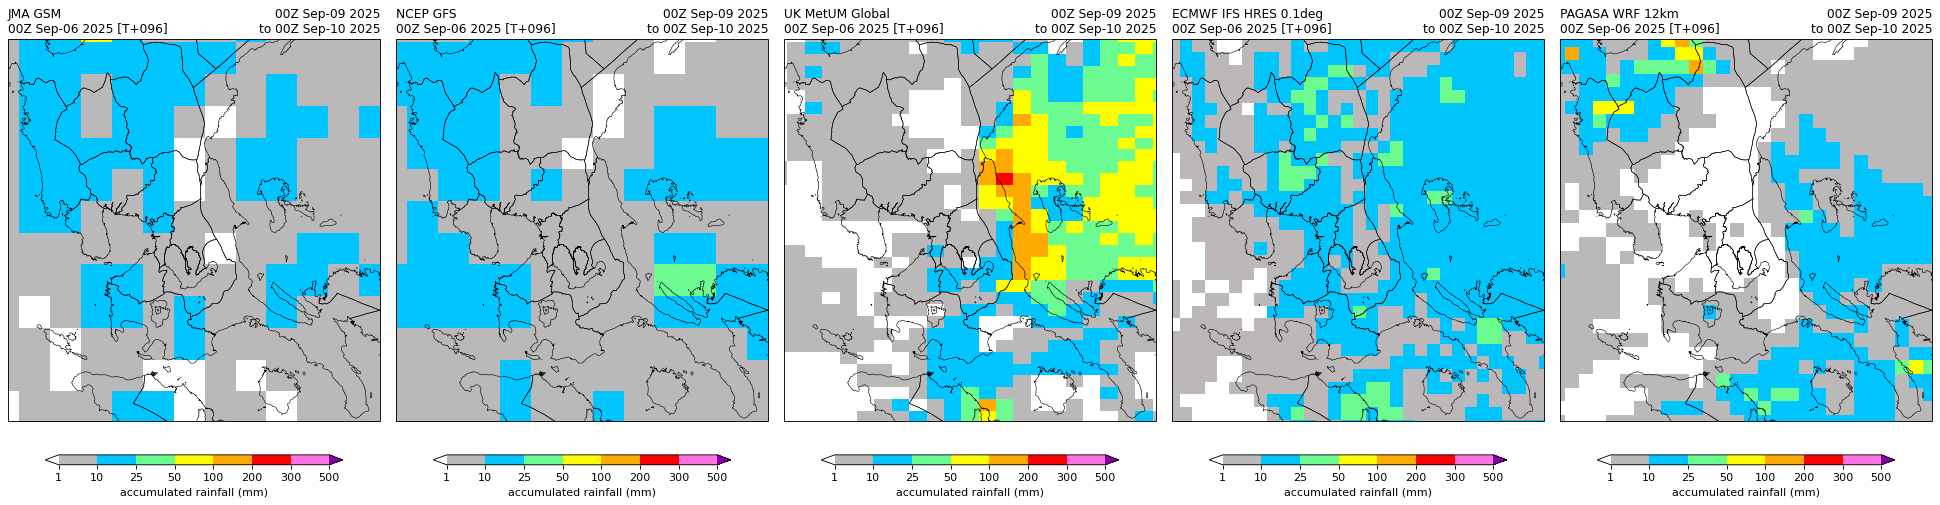 JMA GSM 00Z Sep-09 2025
00Z Sep-06 2025 [T+096] to 00Z Sep-10 2025
1 10 25 50 100 200 300 500
accumulated rainfall (mm)
NCEP GFS 00Z Sep-09 2025
00Z Sep-06 2025 [T+096] to 00Z Sep-10 2025
1 10 25 50 100 200 300 500
accumulated rainfall (mm)
UK MetUM Global 00Z Sep-09 2025
00Z Sep-06 2025 [T+096] to 00Z Sep-10 2025
1 10 25 50 100 200 300 500
accumulated rainfall (mm)
ECMWF IFS HRES 0.1deg 00Z Sep-09 2025
00Z Sep-06 2025 [T+096] to 00Z Sep-10 2025
1 10 25 50 100 200 300 500
accumulated rainfall (mm)
PAGASA WRF 12km 00Z Sep-09 2025
00Z Sep-06 2025 [T+096] to 00Z Sep-10 2025
1 10 25 50 100 200 300 500
accumulated rainfall (mm)